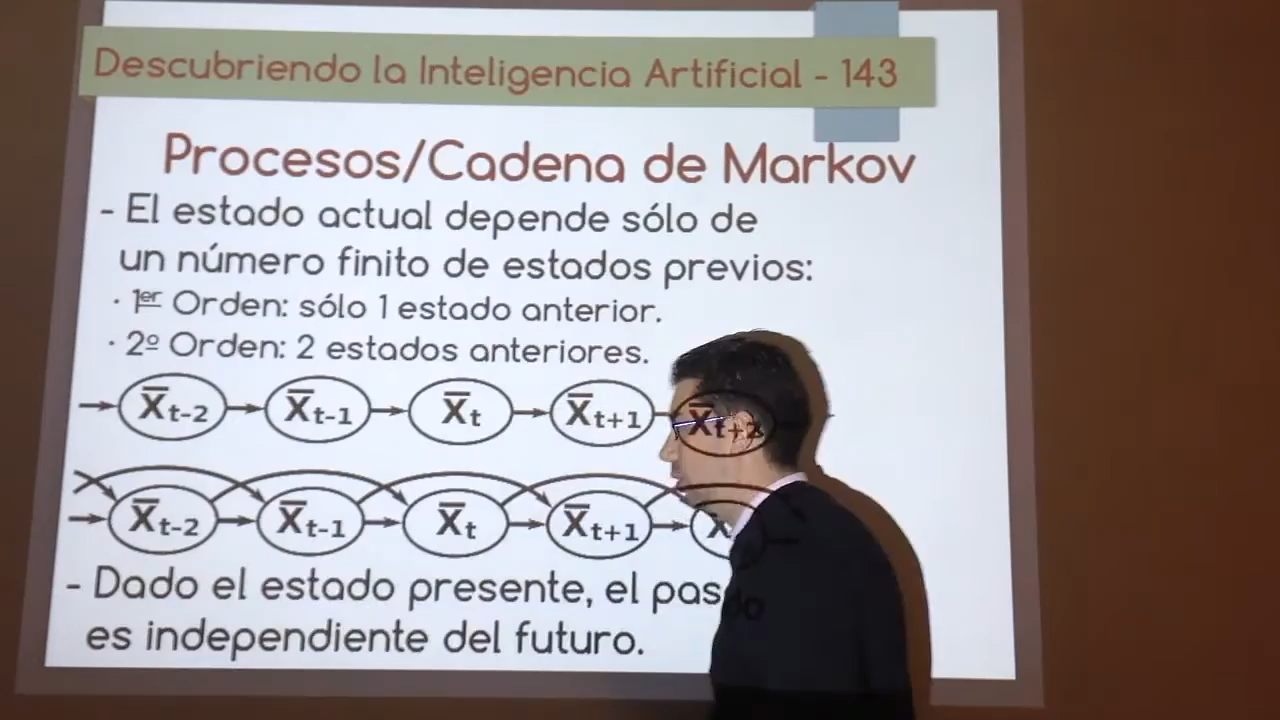 Descubriendo la Inteligencia Artificial - 143
Procesos/Cadena de Markov
- El estado actual depende sólo de
un número finito de estados previos:
· 1er Orden: sólo 1 estado anterior.
· 2º Orden: 2 estados anteriores.
X̅t-2 X̅t-1 X̅t X̅t+1 X̅t+2
X̅t-2 X̅t-1 X̅t X̅t+1
- Dado el estado presente, el pasado
es independiente del futuro.